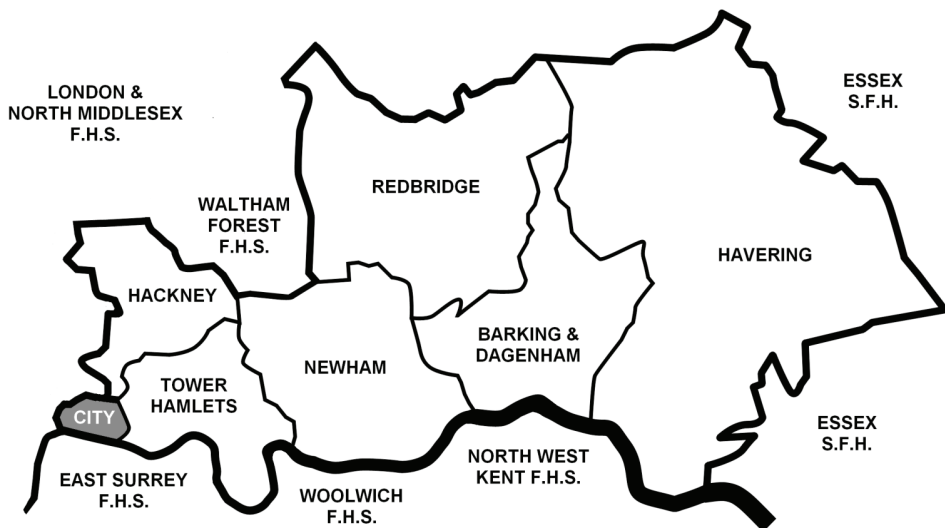 LONDON &
NORTH MIDDLESEX
F.H.S.
ESSEX
S.F.H.
REDBRIDGE
WALTHAM
FOREST
F.H.S.
HAVERING
HACKNEY
BARKING &
DAGENHAM
NEWHAM
TOWER
HAMLETS
CITY
ESSEX
S.F.H.
EAST SURREY
F.H.S.
NORTH WEST
KENT F.H.S.
WOOLWICH
F.H.S.